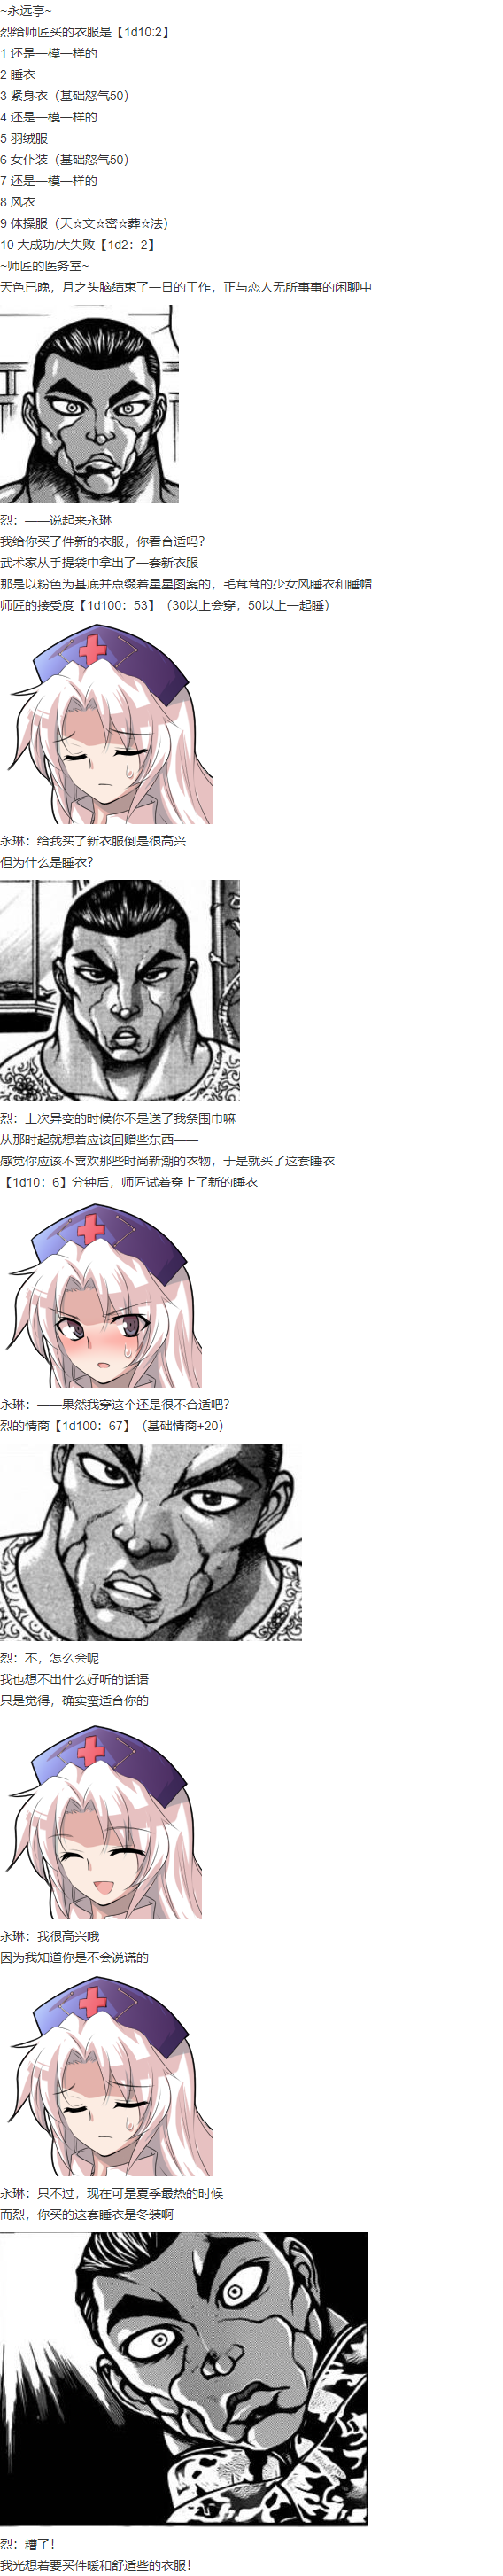 ~永远亭~
烈给师匠买的衣服是【1d10:2】
1 还是一模一样的
2 睡衣
3 紧身衣（基础怒气50）
4 还是一模一样的
5 羽绒服
6 女仆装（基础怒气50）
7 还是一模一样的
8 风衣
9 体操服（天☆文☆密☆葬☆法）
10 大成功/大失败【1d2：2】
~师匠的医务室~
天色已晚，月之头脑结束了一日的工作，正与恋人无所事事的闲聊中
烈：——说起来永琳
我给你买了件新的衣服，你看合适吗？
武术家从手提袋中拿出了一套新衣服
那是以粉色为基底并点缀着星星图案的，毛茸茸的少女风睡衣和睡帽
师匠的接受度【1d100：53】（30以上会穿，50以上一起睡）
永琳：给我买了新衣服倒是很高兴
但为什么是睡衣？
烈：上次异变的时候你不是送了我条围巾嘛
从那时起就想着应该回赠些东西——
感觉你应该不喜欢那些时尚新潮的衣物，于是就买了这套睡衣
【1d10：6】分钟后，师匠试着穿上了新的睡衣
永琳：——果然我穿这个还是很不合适吧？
烈的情商【1d100：67】（基础情商+20）
烈：不，怎么会呢
我也想不出什么好听的话语
只是觉得，确实蛮适合你的
永琳：我很高兴哦
因为我知道你是不会说谎的
永琳：只不过，现在可是夏季最热的时候
而烈，你买的这套睡衣是冬装啊
烈：糟了！
我光想着要买件暖和舒适些的衣服！